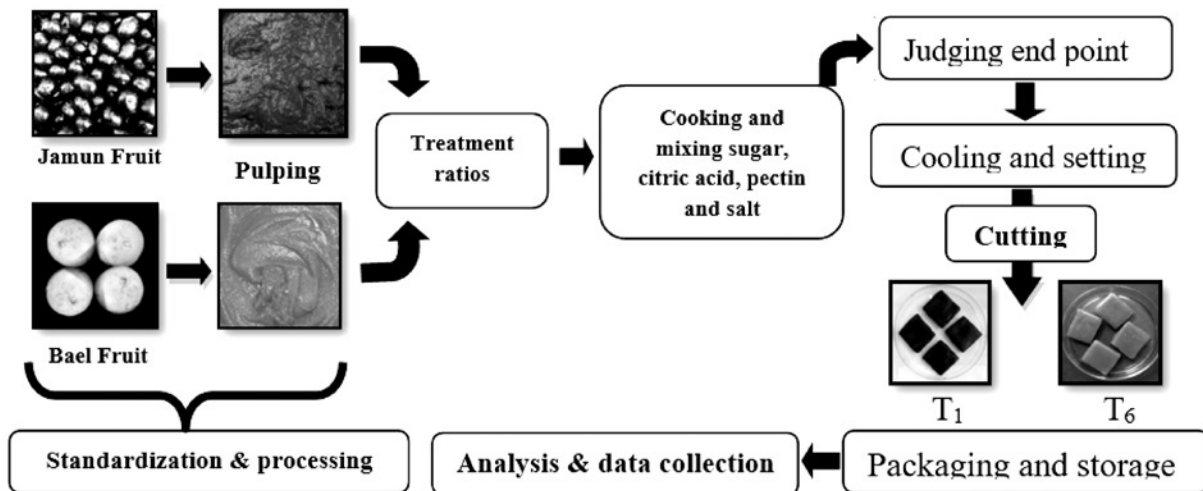 Jamun Fruit
Pulping
Bael Fruit
Treatment
ratios
Cooking and
mixing sugar,
citric acid, pectin
and salt
Judging end point
Cooling and setting
Cutting
T₁
T₆
Standardization & processing
Analysis & data collection
Packaging and storage